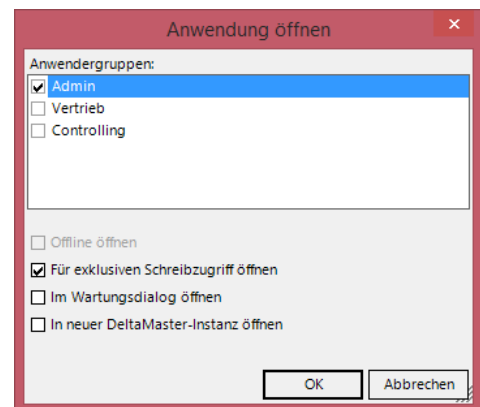 Anwendung öffnen
Anwendergruppen:
Admin
Vertrieb
Controlling
Offline öffnen
Für exklusiven Schreibzugriff öffnen
Im Wartungsdialog öffnen
In neuer DeltaMaster-Instanz öffnen
OK Abbrechen